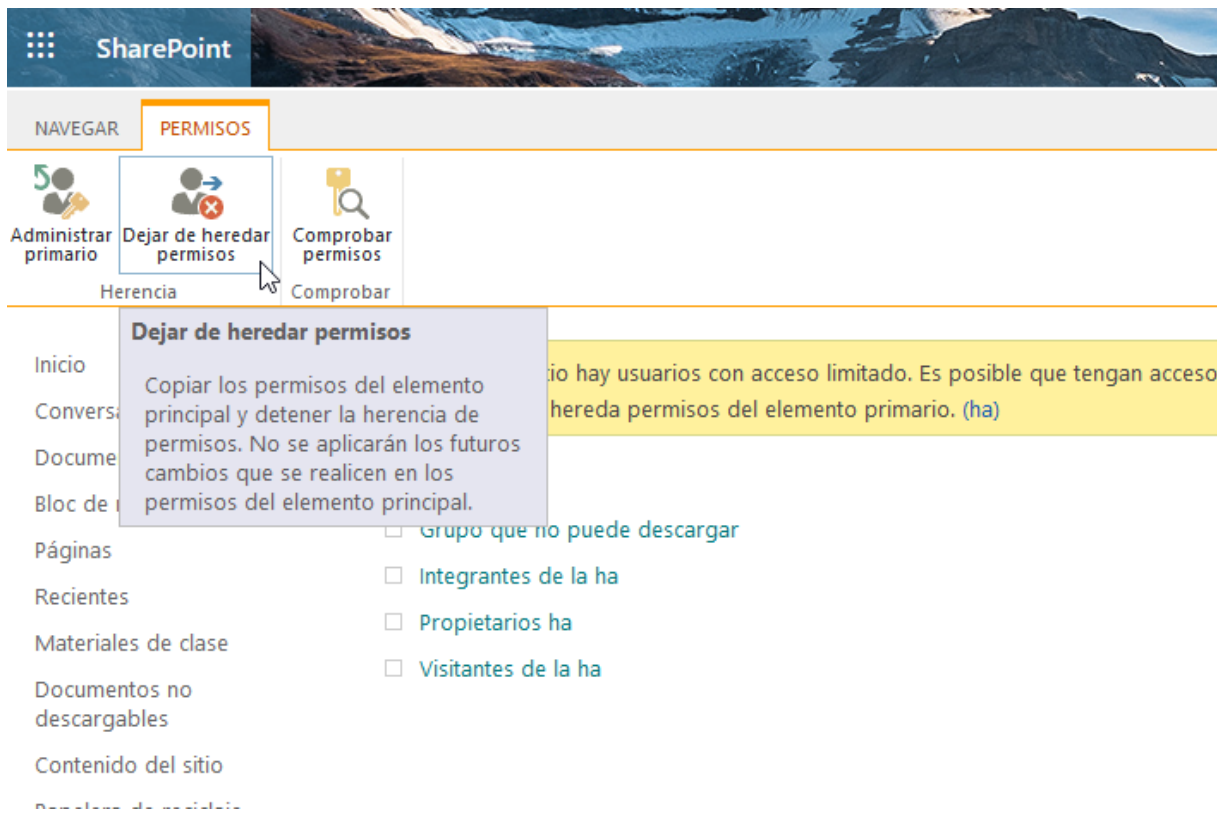 SharePoint
NAVEGAR
PERMISOS
Administrar
primario
Dejar de heredar
permisos
Comprobar
permisos
Herencia
Comprobar
Dejar de heredar permisos
Copiar los permisos del elemento
principal y detener la herencia de
permisos. No se aplicarán los futuros
cambios que se realicen en los
permisos del elemento principal.
hay usuarios con acceso limitado. Es posible que tengan acceso
hereda permisos del elemento primario. (ha)
Inicio
Bloc de
Páginas
Recientes
Materiales de clase
Documentos no
descargables
Contenido del sitio
Grupo que no puede descargar
Integrantes de la ha
Propietarios ha
Visitantes de la ha